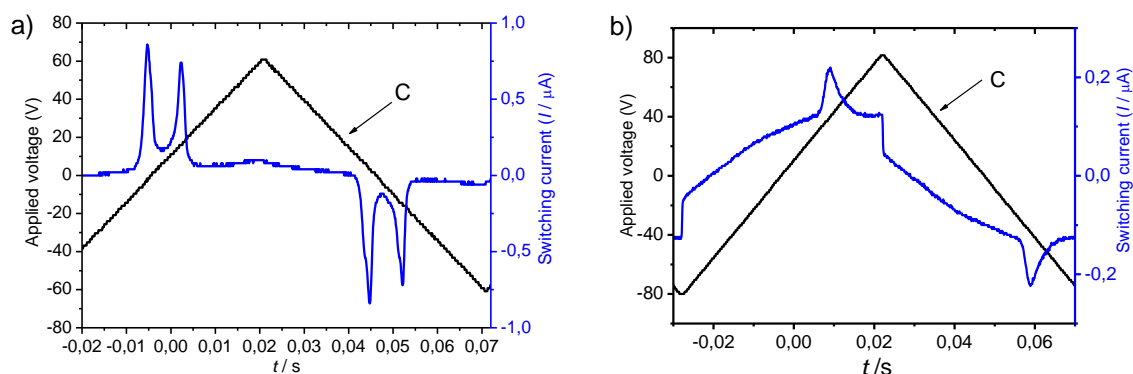 a)
80
60
40
20
0
-20
-40
-60
80
Applied voltage (V)
C
1,0
0,5
0,0
-0,5
-1,0
Switching current (I / µA)
-0,02 -0,01 0,00 0,01 0,02 0,03 0,04 0,05 0,06 0,07
t / s
b)
80
40
0
-40
-80
Applied voltage (V)
C
0,2
0,0
-0,2
Switching current (I / µA)
-0,02 0,00 0,02 0,04 0,06
t /s